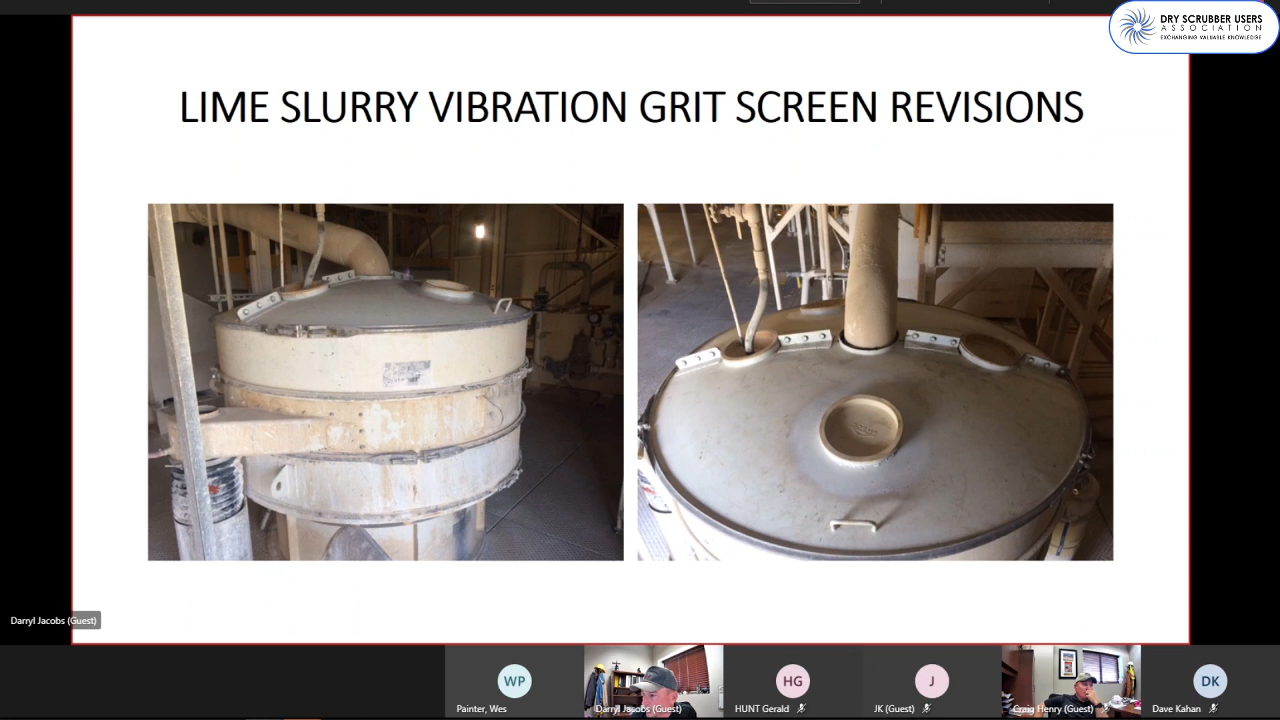 DRY SCRUBBER USERS
ASSOCIATION
EXCHANGING VALUABLE KNOWLEDGE
LIME SLURRY VIBRATION GRIT SCREEN REVISIONS
Darryl Jacobs (Guest)
WP
HG
J
DK
Painter, Wes
Darryl Jacobs (Guest)
HUNT Gerald
JK (Guest)
Craig Henry (Guest)
Dave Kahan